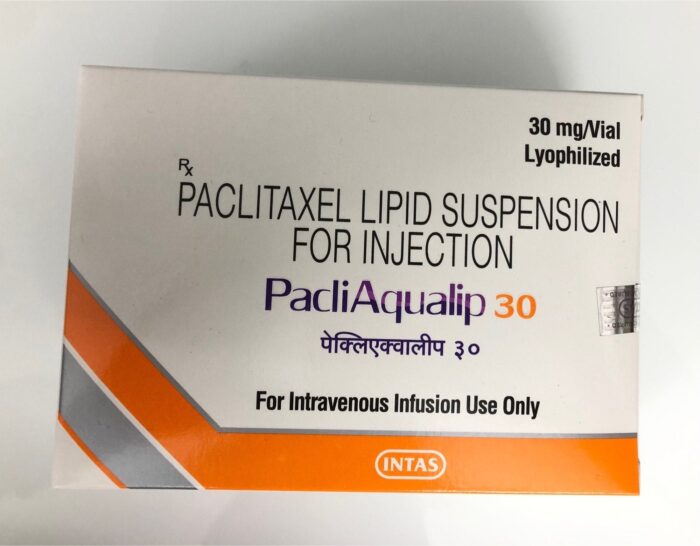 30 mg/Vial
Lyophilized
Rx
PACLITAXEL LIPID SUSPENSION
FOR INJECTION
PacliAqualip 30
पेक्लिएक्वालीप ३०
For Intravenous Infusion Use Only
INTAS